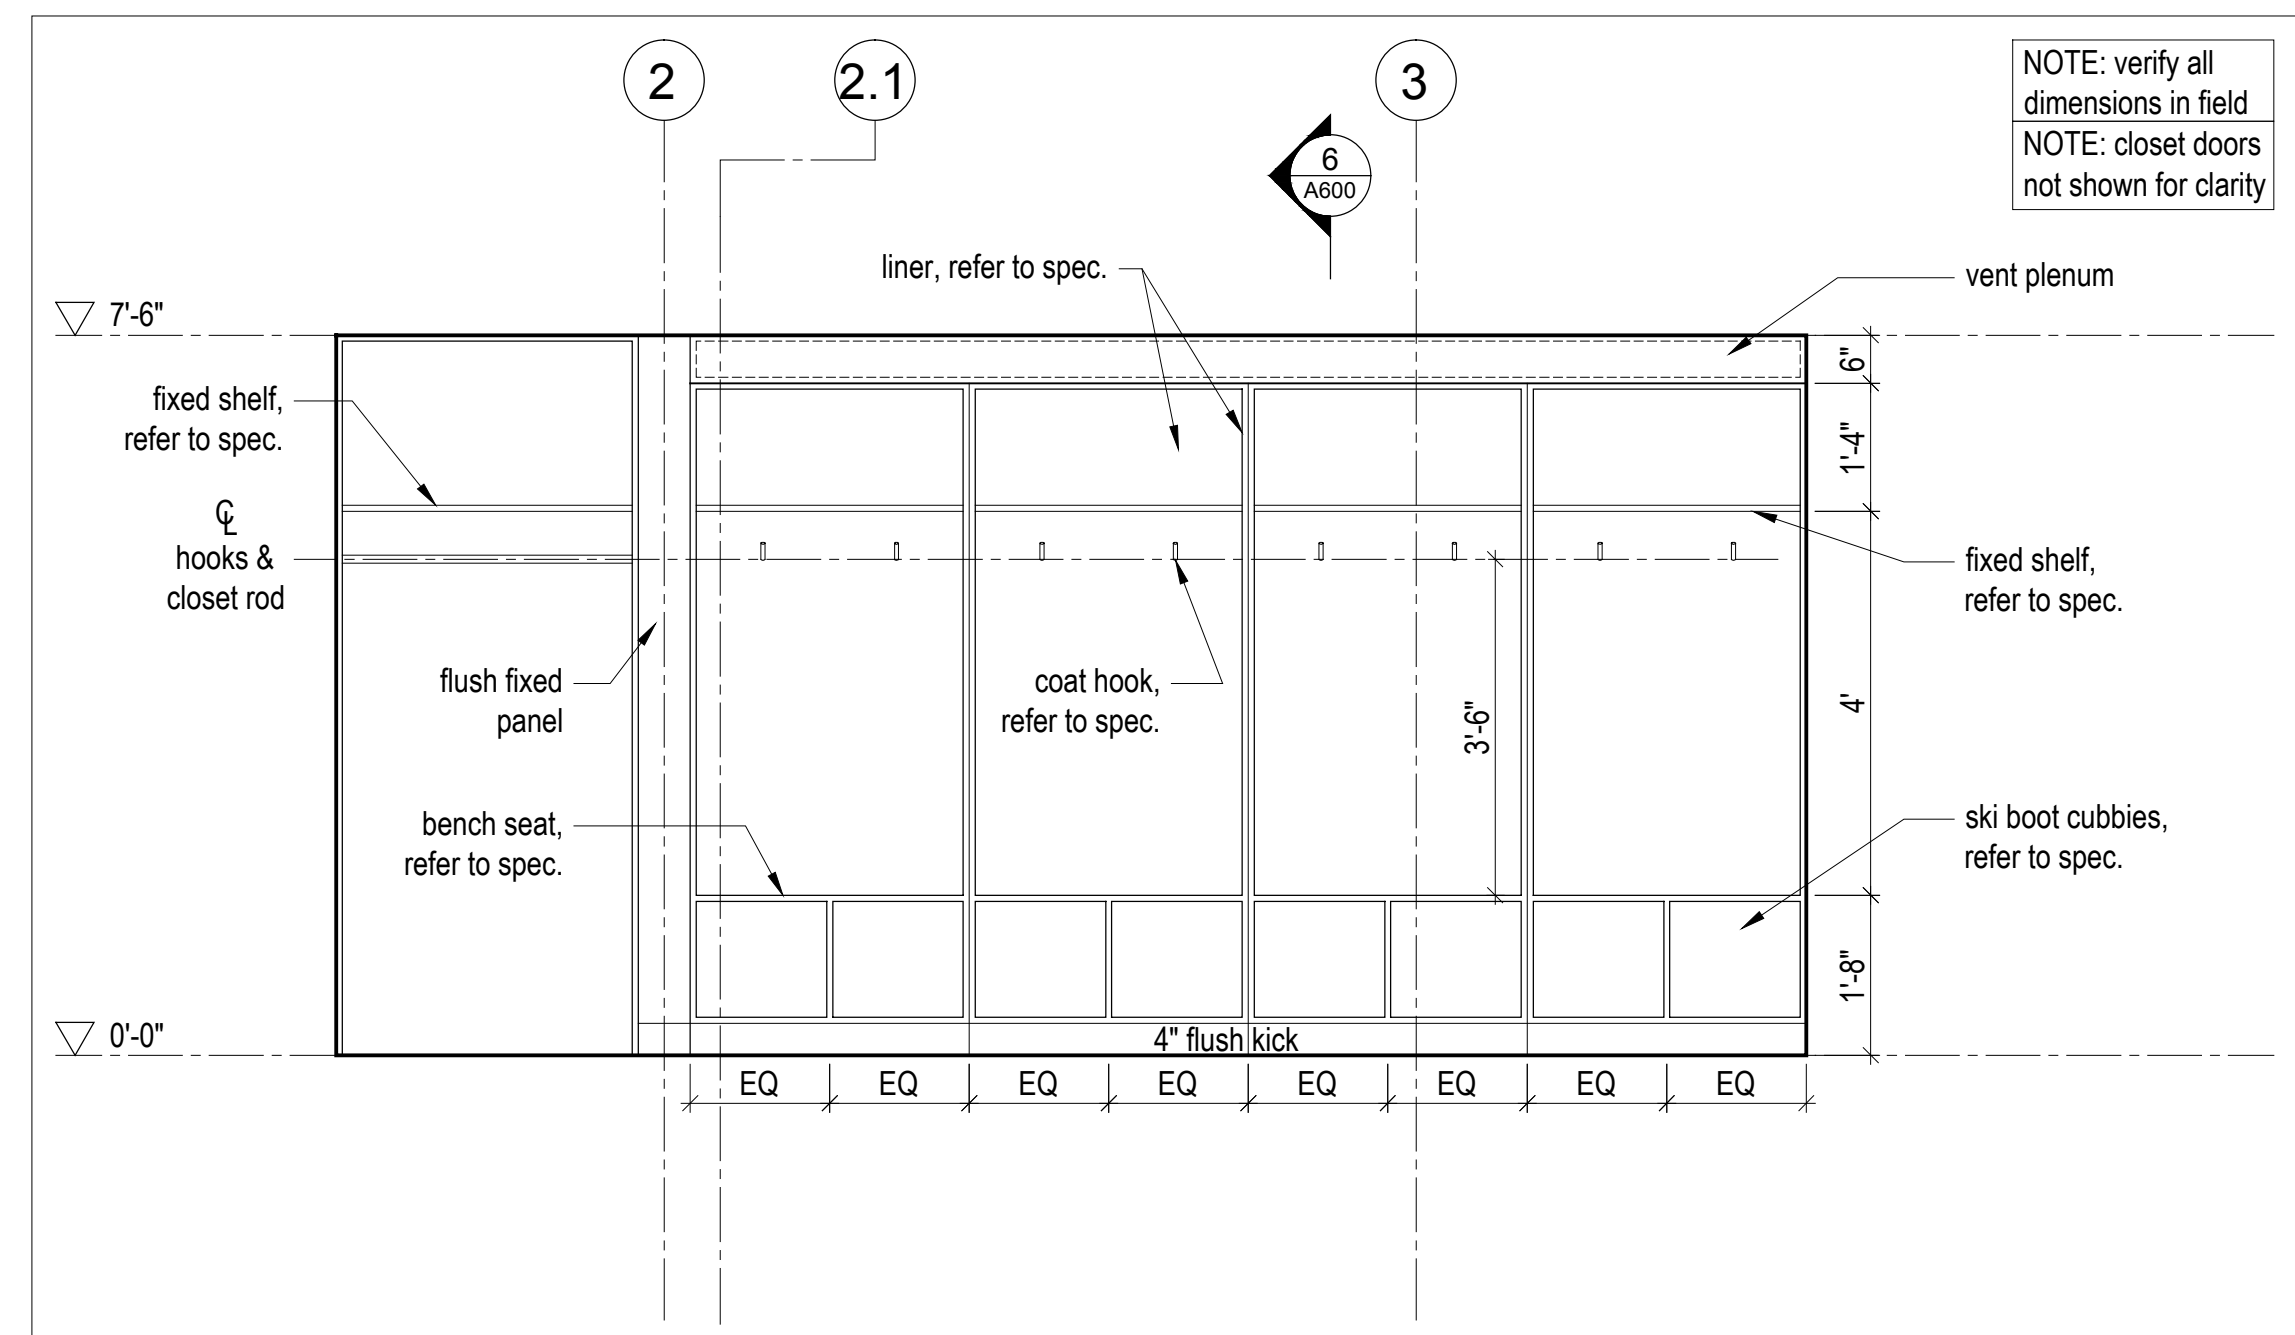 2
2.1
3
NOTE: verify all
dimensions in field
NOTE: closet doors
not shown for clarity
6
A600
liner, refer to spec.
vent plenum
7'-6"
6"
fixed shelf,
refer to spec.
1'-4"
℄
hooks &
closet rod
fixed shelf,
refer to spec.
flush fixed
panel
coat hook,
refer to spec.
3'-6"
4'
bench seat,
refer to spec.
ski boot cubbies,
refer to spec.
1'-8"
0'-0"
4" flush kick
EQ EQ EQ EQ EQ EQ EQ EQ